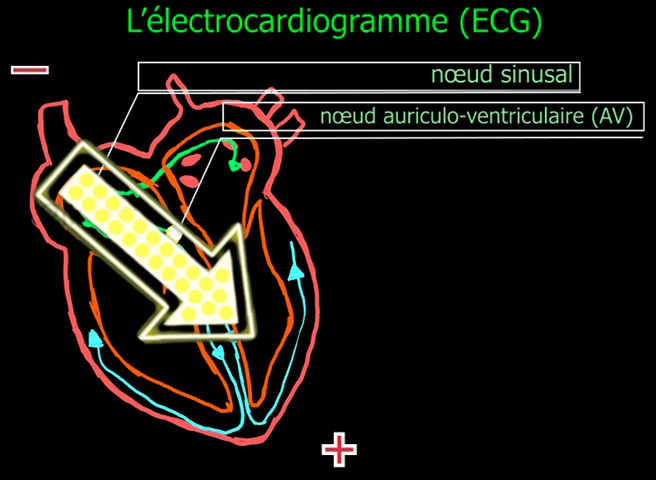 L'électrocardiogramme (ECG)
nœud sinusal
nœud auriculo-ventriculaire (AV)